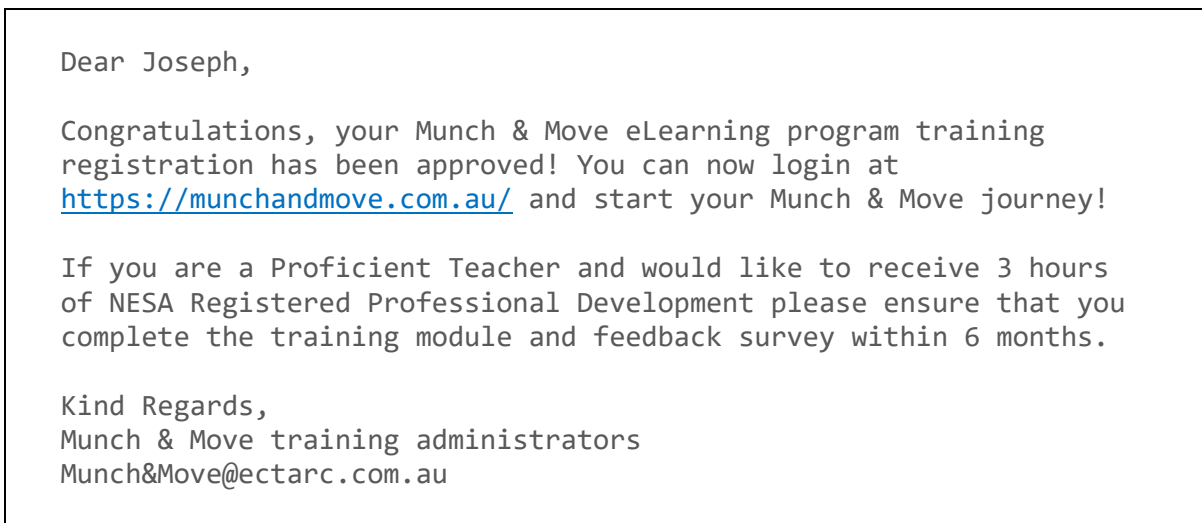 Dear Joseph,
Congratulations, your Munch & Move eLearning program training
registration has been approved! You can now login at
https://munchandmove.com.au/ and start your Munch & Move journey!
If you are a Proficient Teacher and would like to receive 3 hours
of NESA Registered Professional Development please ensure that you
complete the training module and feedback survey within 6 months.
Kind Regards,
Munch & Move training administrators
Munch&Move@ectarc.com.au